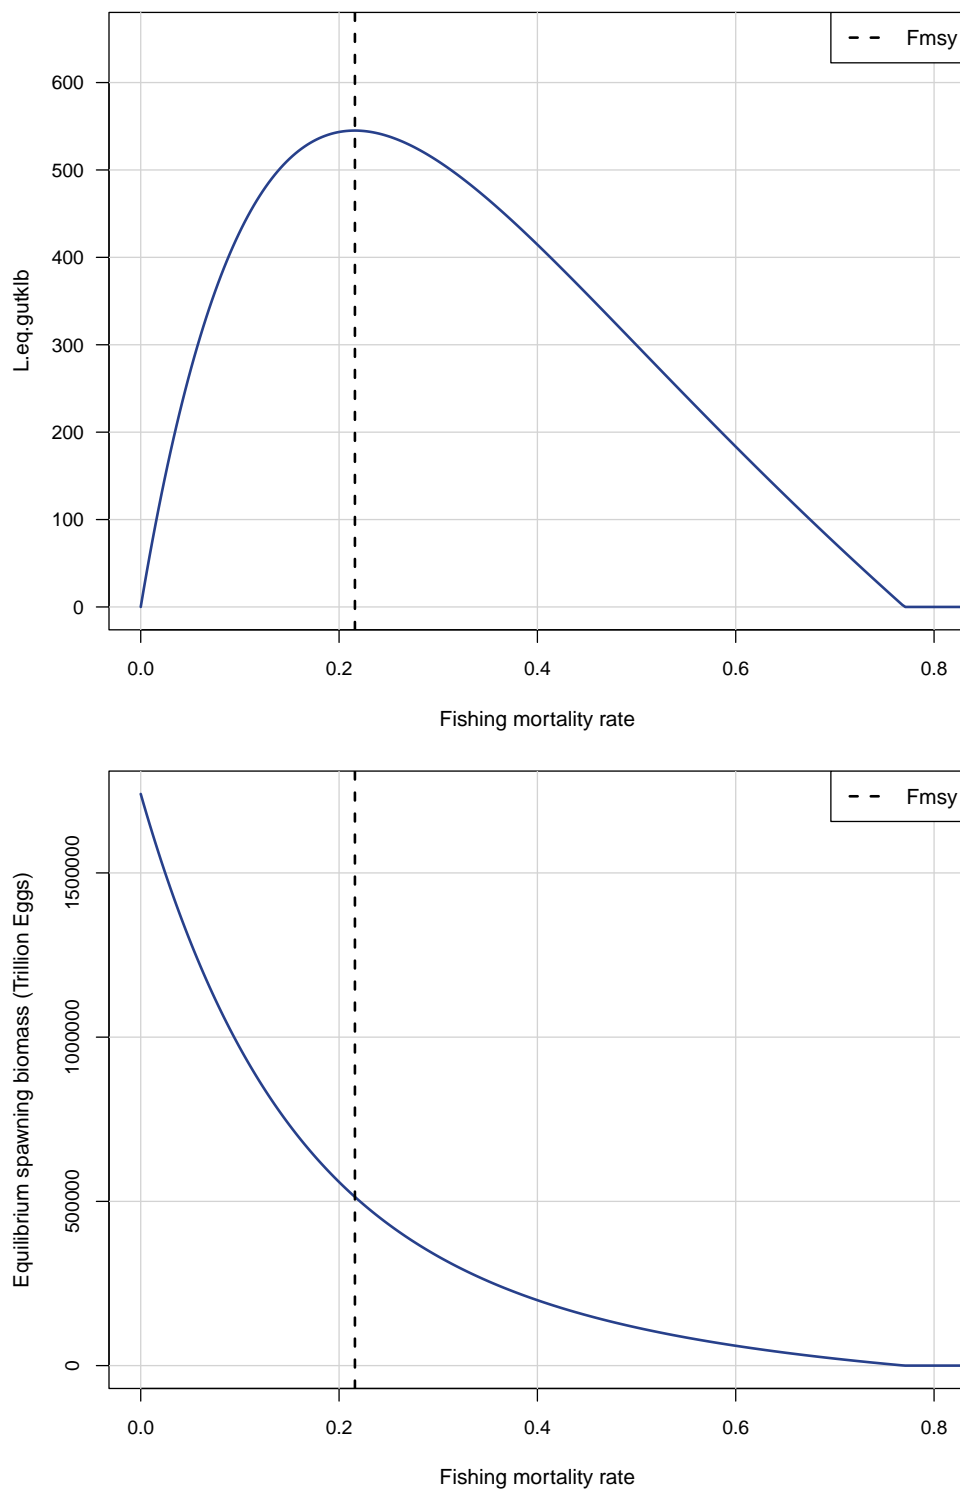 Fmsy
600
500
400
300
200
100
0
L.eq.gutklb
0.0 0.2 0.4 0.6 0.8
Fishing mortality rate
Fmsy
1500000
1000000
500000
0
Equilibrium spawning biomass (Trillion Eggs)
0.0 0.2 0.4 0.6 0.8
Fishing mortality rate